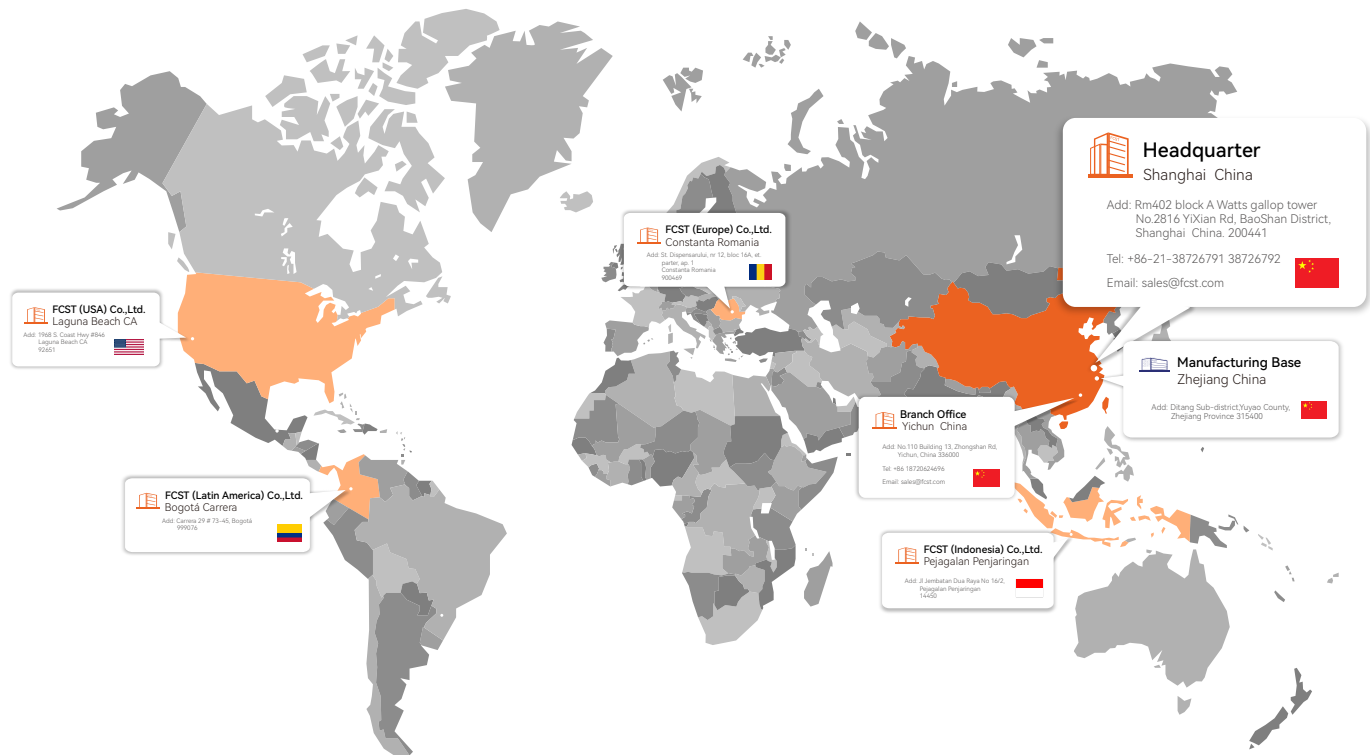 Headquarter
Shanghai China
Add: Rm402 block A Watts gallop tower
No.2816 YiXian Rd, BaoShan District,
Shanghai China. 200441
Tel: +86-21-38726791 38726792
Email: sales@fcst.com
FCST (Europe) Co.,Ltd.
Constanta Romania
Add: St. Dispensarului, nr 12, bloc 16A, et.
parter, ap. 1
Constanta Romania
900469
FCST (USA) Co.,Ltd.
Laguna Beach CA
Add: 1968 S. Coast Hwy #846
Laguna Beach CA
92651
Manufacturing Base
Zhejiang China
Add: Ditang Sub-district,Yuyao County,
Zhejiang Province 315400
Branch Office
Yichun China
Add: No.110 Building 13, Zhongshan Rd,
Yichun, China 336000
Tel: +86 18720624696
Email: sales@fcst.com
FCST (Latin America) Co.,Ltd.
Bogotá Carrera
Add: Carrera 29 # 73-45, Bogotá
999076
FCST (Indonesia) Co.,Ltd.
Pejagalan Penjaringan
Add: Jl Jembatan Dua Raya No 16/2,
Pejagalan Penjaringan
14450